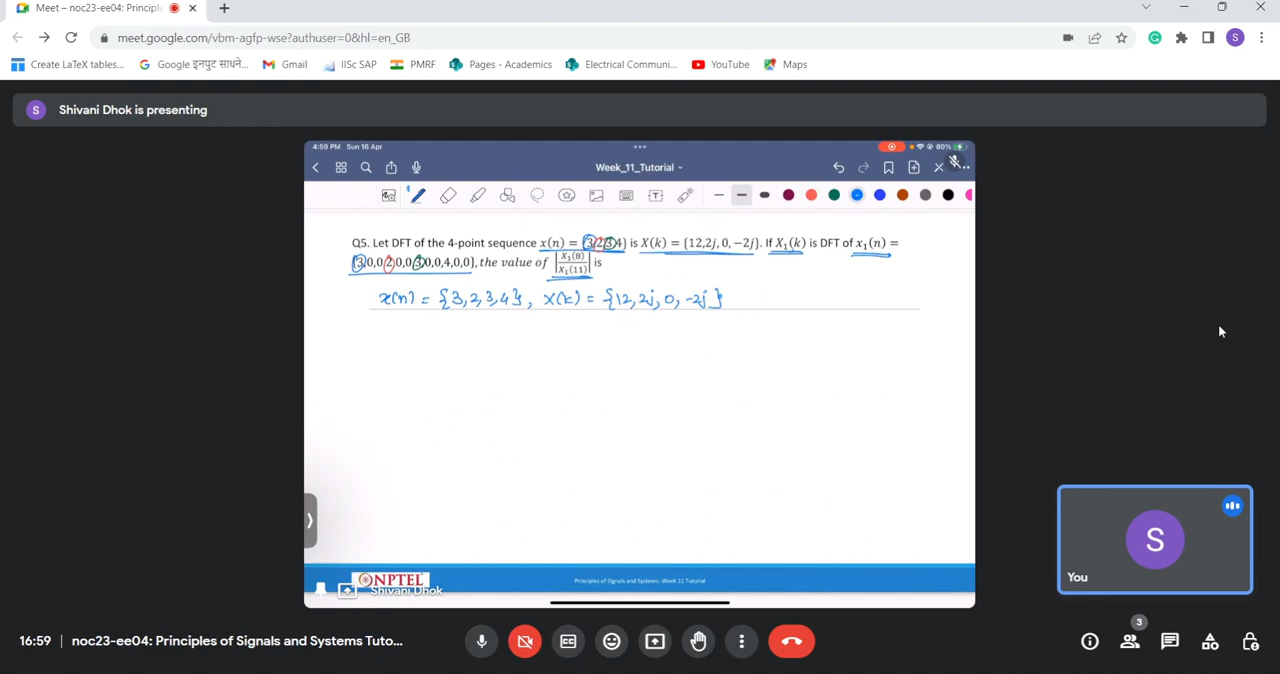 Meet – noc23-ee04: Principle
meet.google.com/vbm-agfp-wse?authuser=0&hl=en_GB
Create LaTeX tables... Google इनपुट साधने... Gmail IISc SAP PMRF Pages - Academics Electrical Communi... YouTube Maps
S Shivani Dhok is presenting
4:59 PM Sun 16 Apr 80%
Week_11_Tutorial
Q5. Let DFT of the 4-point sequence x(n) = {3,2,3,4} is X(k) = {12,2j, 0, −2j}. If X₁(k) is DFT of x₁(n) =
{3,0,0,2,0,0,3,0,0,4,0,0}, the value of |X₁(8)/X₁(11)| is
x(n) = {3,2,3,4}, X(k) = {12, 2j, 0, -2j}
NPTEL
Principles of Signals and Systems: Week 11 Tutorial
Shivani Dhok
S
You
16:59 | noc23-ee04: Principles of Signals and Systems Tuto...
3